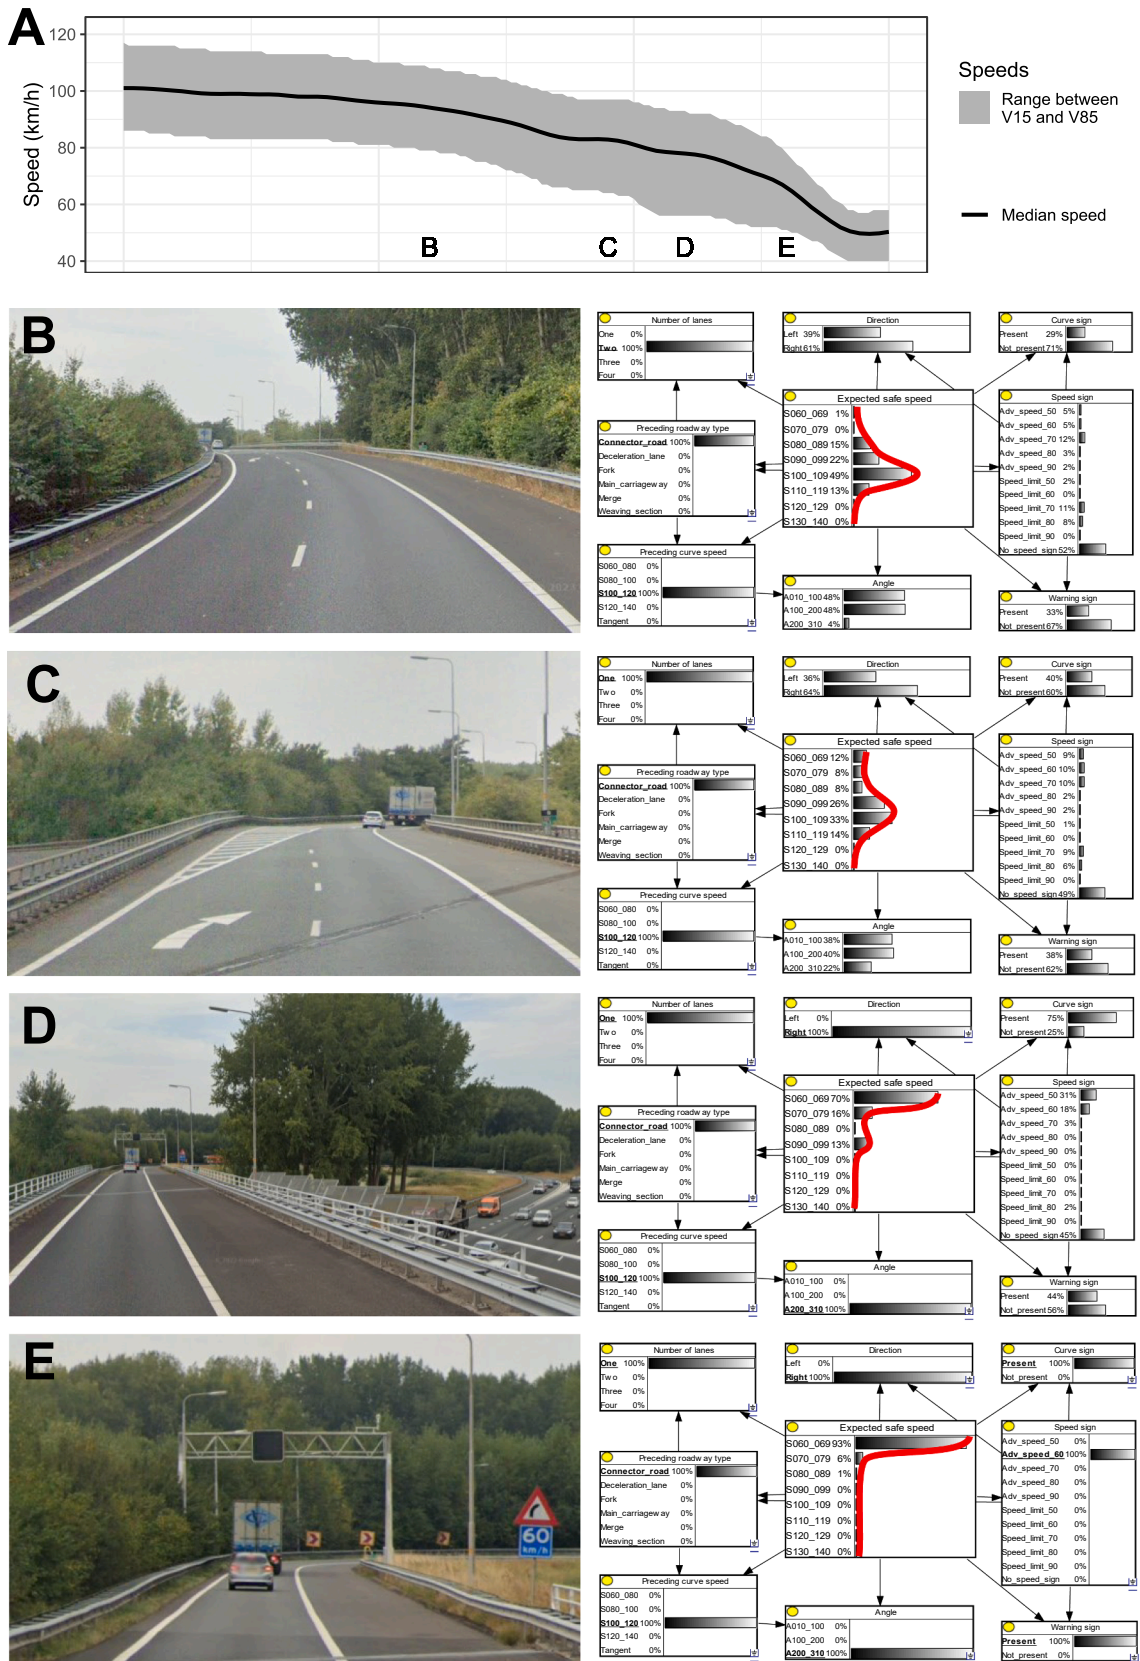 A
120
100
80
60
40
Speed (km/h)
B
C
D
E
Speeds
Range between
V15 and V85
Median speed
B
Number of lanes
One 0%
Two 100%
Three 0%
Four 0%
Preceding roadway type
Connector_road 100%
Deceleration_lane 0%
Fork 0%
Main_carriageway 0%
Merge 0%
Weaving_section 0%
Preceding curve speed
S060_080 0%
S080_100 0%
S100_120 100%
S120_140 0%
Tangent 0%
Direction
Left 39%
Right 61%
Expected safe speed
S060_069 1%
S070_079 0%
S080_089 15%
S090_099 22%
S100_109 49%
S110_119 13%
S120_129 0%
S130_140 0%
Angle
A010_100 48%
A100_200 48%
A200_310 4%
Curve sign
Present 29%
Not_present 71%
Speed sign
Adv_speed_50 5%
Adv_speed_60 5%
Adv_speed_70 12%
Adv_speed_80 3%
Adv_speed_90 2%
Speed_limit_50 2%
Speed_limit_60 0%
Speed_limit_70 11%
Speed_limit_80 8%
Speed_limit_90 0%
No_speed_sign 52%
Warning sign
Present 33%
Not_present 67%
C
Number of lanes
One 100%
Two 0%
Three 0%
Four 0%
Preceding roadway type
Connector_road 100%
Deceleration_lane 0%
Fork 0%
Main_carriageway 0%
Merge 0%
Weaving_section 0%
Preceding curve speed
S060_080 0%
S080_100 0%
S100_120 100%
S120_140 0%
Tangent 0%
Direction
Left 36%
Right 64%
Expected safe speed
S060_069 12%
S070_079 8%
S080_089 8%
S090_099 26%
S100_109 33%
S110_119 14%
S120_129 0%
S130_140 0%
Angle
A010_100 38%
A100_200 40%
A200_310 22%
Curve sign
Present 40%
Not_present 60%
Speed sign
Adv_speed_50 9%
Adv_speed_60 10%
Adv_speed_70 10%
Adv_speed_80 2%
Adv_speed_90 2%
Speed_limit_50 1%
Speed_limit_60 0%
Speed_limit_70 9%
Speed_limit_80 6%
Speed_limit_90 0%
No_speed_sign 49%
Warning sign
Present 38%
Not_present 62%
D
Number of lanes
One 100%
Two 0%
Three 0%
Four 0%
Preceding roadway type
Connector_road 100%
Deceleration_lane 0%
Fork 0%
Main_carriageway 0%
Merge 0%
Weaving_section 0%
Preceding curve speed
S060_080 0%
S080_100 0%
S100_120 100%
S120_140 0%
Tangent 0%
Direction
Left 0%
Right 100%
Expected safe speed
S060_069 70%
S070_079 16%
S080_089 0%
S090_099 13%
S100_109 0%
S110_119 0%
S120_129 0%
S130_140 0%
Angle
A010_100 0%
A100_200 0%
A200_310 100%
Curve sign
Present 75%
Not_present 25%
Speed sign
Adv_speed_50 31%
Adv_speed_60 18%
Adv_speed_70 3%
Adv_speed_80 0%
Adv_speed_90 0%
Speed_limit_50 0%
Speed_limit_60 0%
Speed_limit_70 0%
Speed_limit_80 2%
Speed_limit_90 0%
No_speed_sign 45%
Warning sign
Present 44%
Not_present 56%
E
60
km/h
Number of lanes
One 100%
Two 0%
Three 0%
Four 0%
Preceding roadway type
Connector_road 100%
Deceleration_lane 0%
Fork 0%
Main_carriageway 0%
Merge 0%
Weaving_section 0%
Preceding curve speed
S060_080 0%
S080_100 0%
S100_120 100%
S120_140 0%
Tangent 0%
Direction
Left 0%
Right 100%
Expected safe speed
S060_069 93%
S070_079 6%
S080_089 1%
S090_099 0%
S100_109 0%
S110_119 0%
S120_129 0%
S130_140 0%
Angle
A010_100 0%
A100_200 0%
A200_310 100%
Curve sign
Present 100%
Not_present 0%
Speed sign
Adv_speed_50 0%
Adv_speed_60 100%
Adv_speed_70 0%
Adv_speed_80 0%
Adv_speed_90 0%
Speed_limit_50 0%
Speed_limit_60 0%
Speed_limit_70 0%
Speed_limit_80 0%
Speed_limit_90 0%
No_speed_sign 0%
Warning sign
Present 100%
Not_present 0%